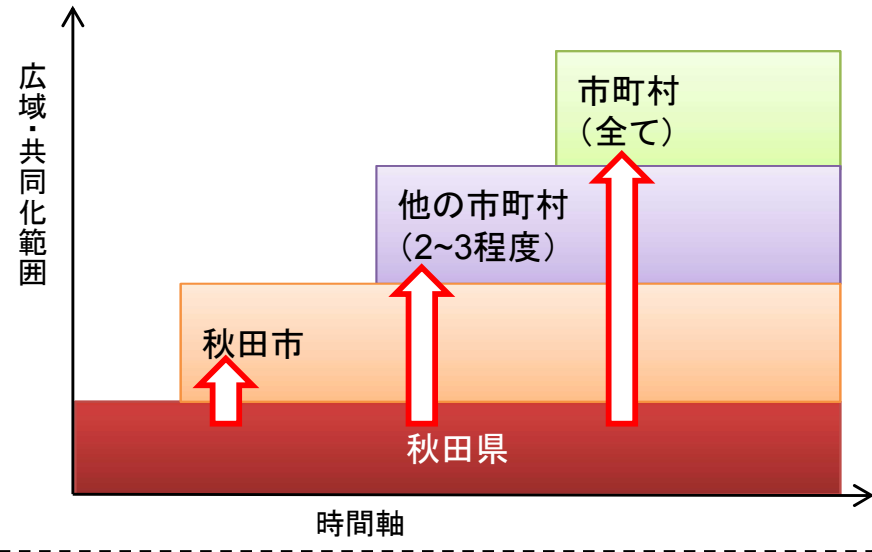 広域・共同化範囲
市町村
（全て）
他の市町村
（2~3程度）
秋田市
秋田県
時間軸